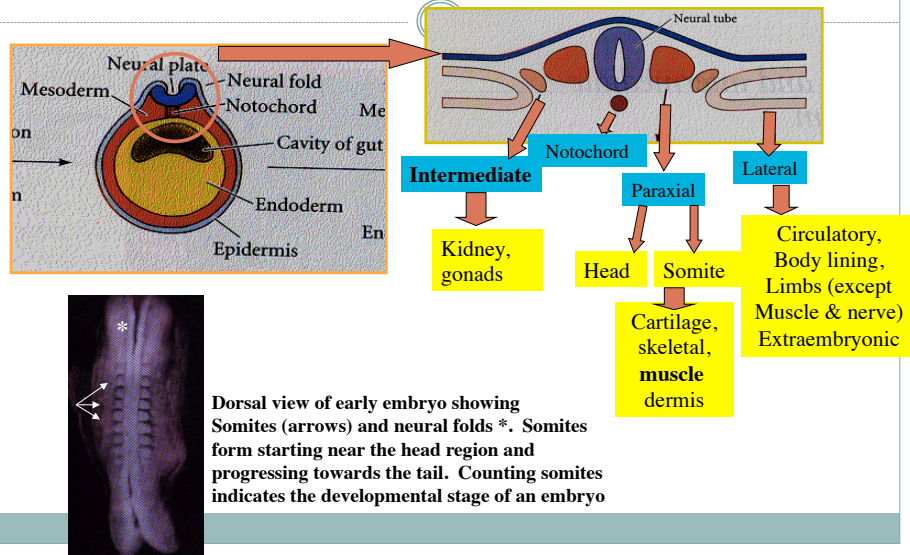 Neural plate
Neural fold
Mesoderm
Notochord
Me
on
Cavity of gut
n
Endoderm
En
Epidermis
Neural tube
Intermediate
Notochord
Paraxial
Lateral
Kidney,
gonads
Head
Somite
Cartilage,
skeletal,
muscle
dermis
Circulatory,
Body lining,
Limbs (except
Muscle & nerve)
Extraembryonic
*
Dorsal view of early embryo showing
Somites (arrows) and neural folds *. Somites
form starting near the head region and
progressing towards the tail. Counting somites
indicates the developmental stage of an embryo